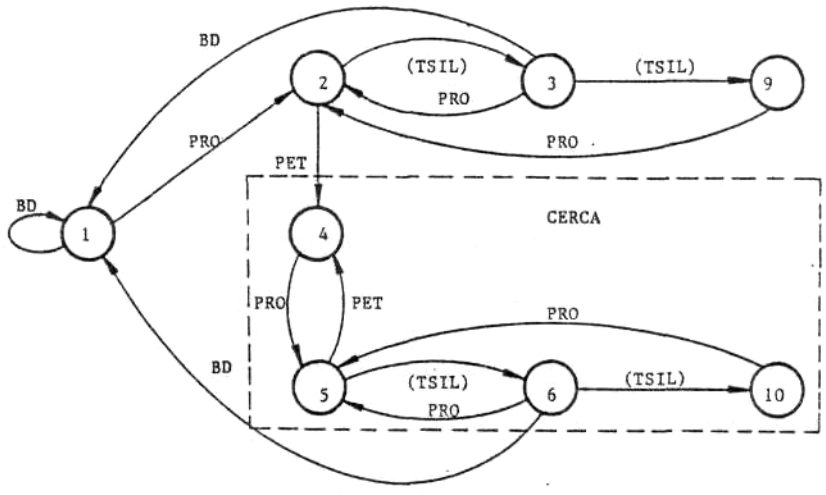 BD
2
(TSIL)
3
(TSIL)
9
PRO
PRO
PRO
PET
BD
1
4
CERCA
PRO
PET
PRO
BD
5
(TSIL)
6
(TSIL)
10
PRO